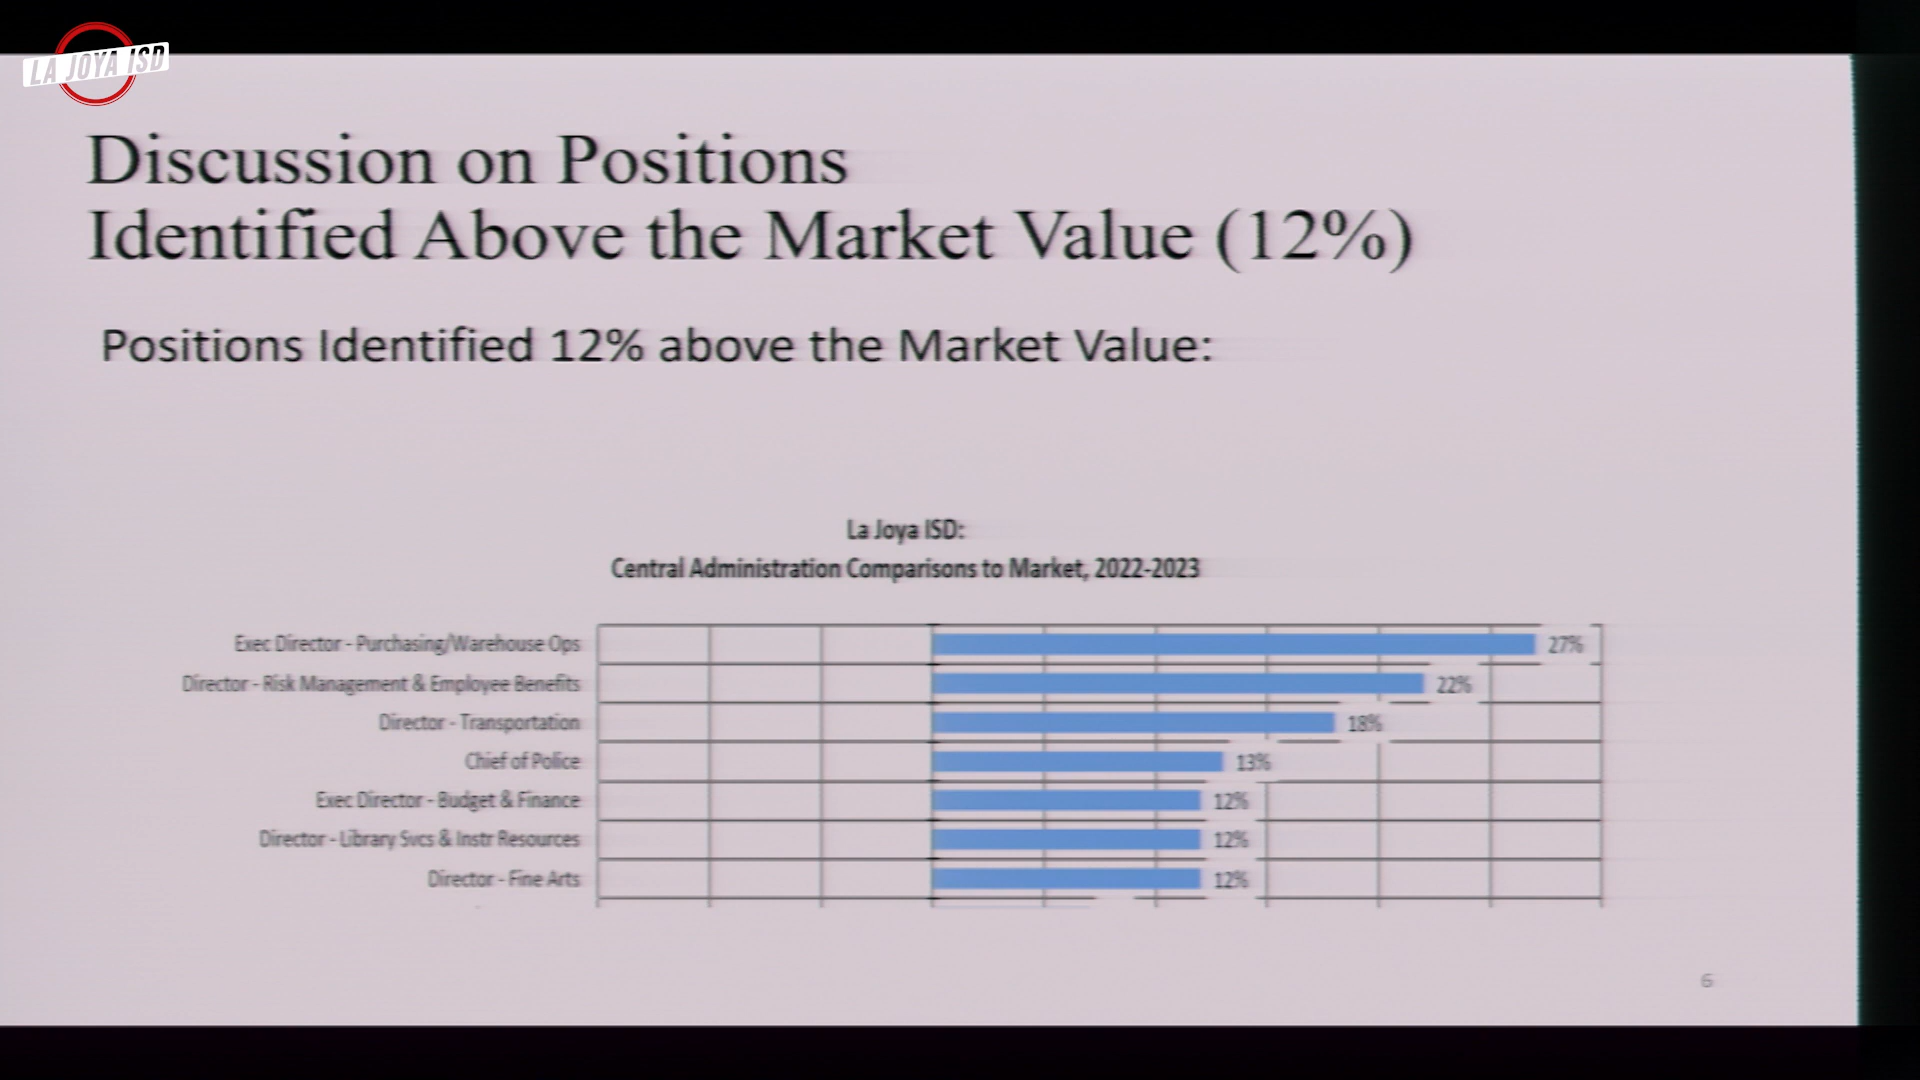 LA JOYA ISD
Discussion on Positions
Identified Above the Market Value (12%)
Positions Identified 12% above the Market Value:
La Joya ISD:
Central Administration Comparisons to Market, 2022-2023
Exec Director - Purchasing/Warehouse Ops 27%
Director - Risk Management & Employee Benefits 22%
Director - Transportation 18%
Chief of Police 13%
Exec Director - Budget & Finance 12%
Director - Library Svcs & Instr Resources 12%
Director - Fine Arts 12%
6